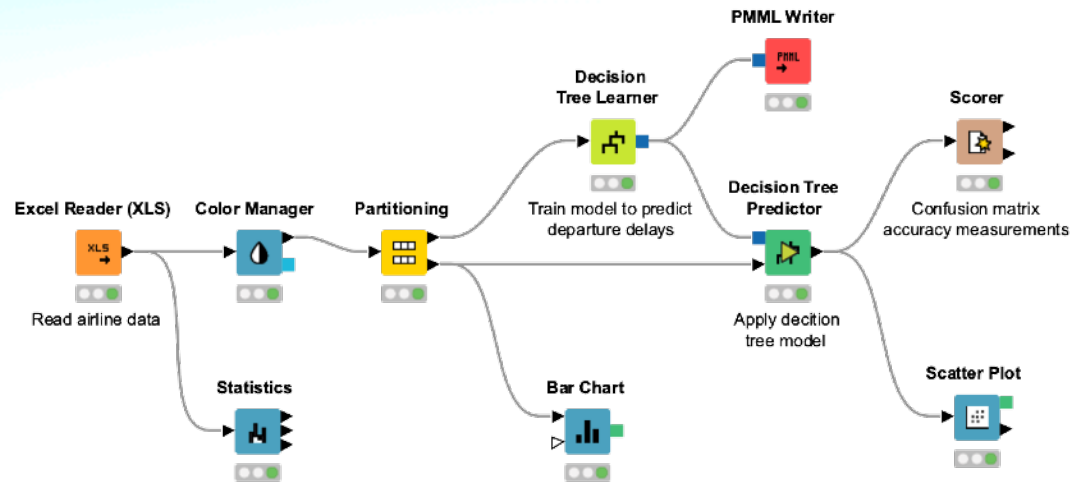 PMML Writer
PMML
Decision
Tree Learner
Scorer
Train model to predict
departure delays
Decision Tree
Predictor
Confusion matrix
accuracy measurements
Excel Reader (XLS)
Color Manager
Partitioning
XLS
Read airline data
Apply decition
tree model
Statistics
Bar Chart
Scatter Plot